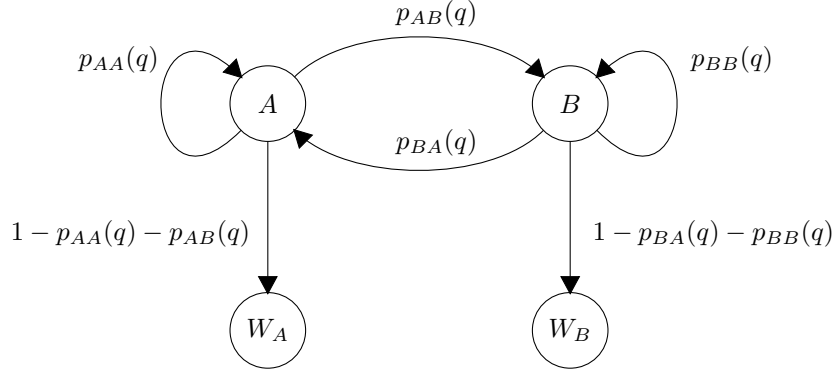 p_{AB}(q)
p_{AA}(q)
p_{BB}(q)
A
B
p_{BA}(q)
1 − p_{AA}(q) − p_{AB}(q)
1 − p_{BA}(q) − p_{BB}(q)
W_A
W_B